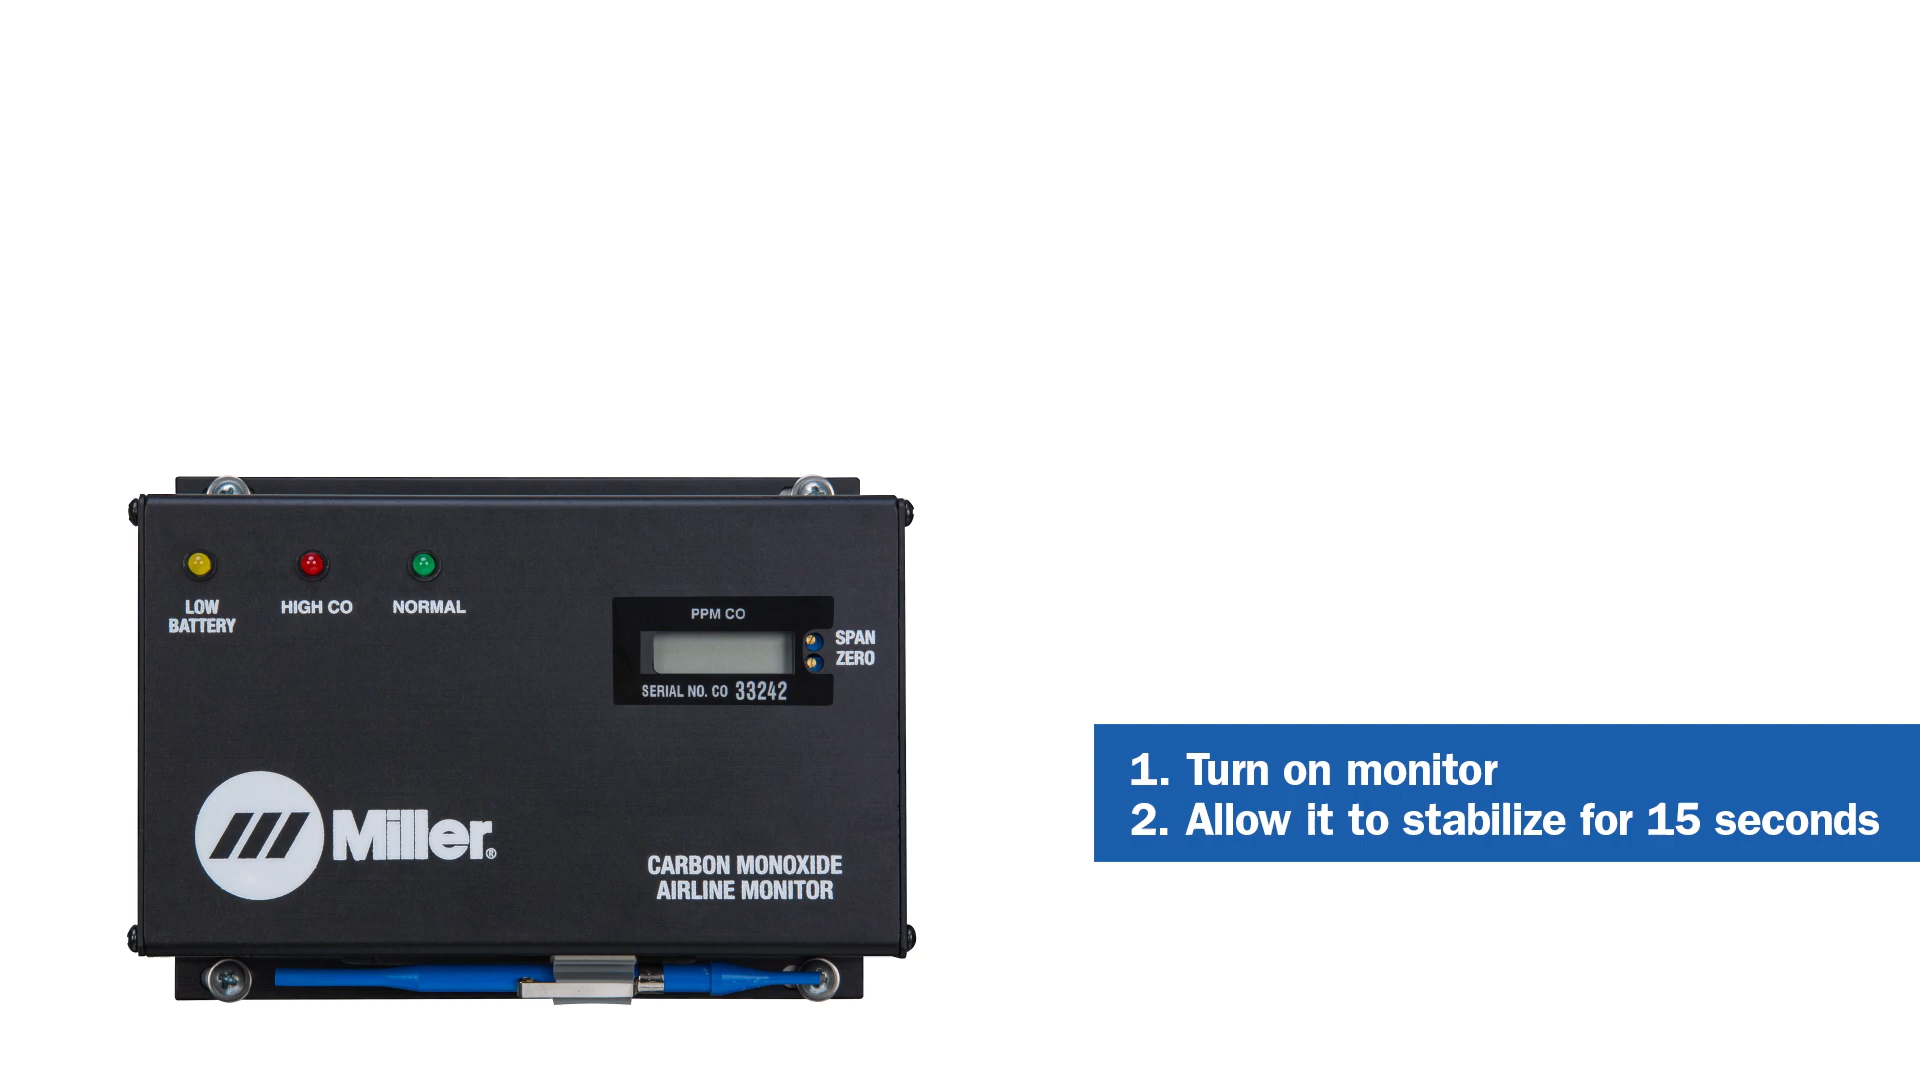 LOW
BATTERY
HIGH CO
NORMAL
PPM CO
SPAN
ZERO
SERIAL NO. CO 33242
Miller®
CARBON MONOXIDE
AIRLINE MONITOR
1. Turn on monitor
2. Allow it to stabilize for 15 seconds